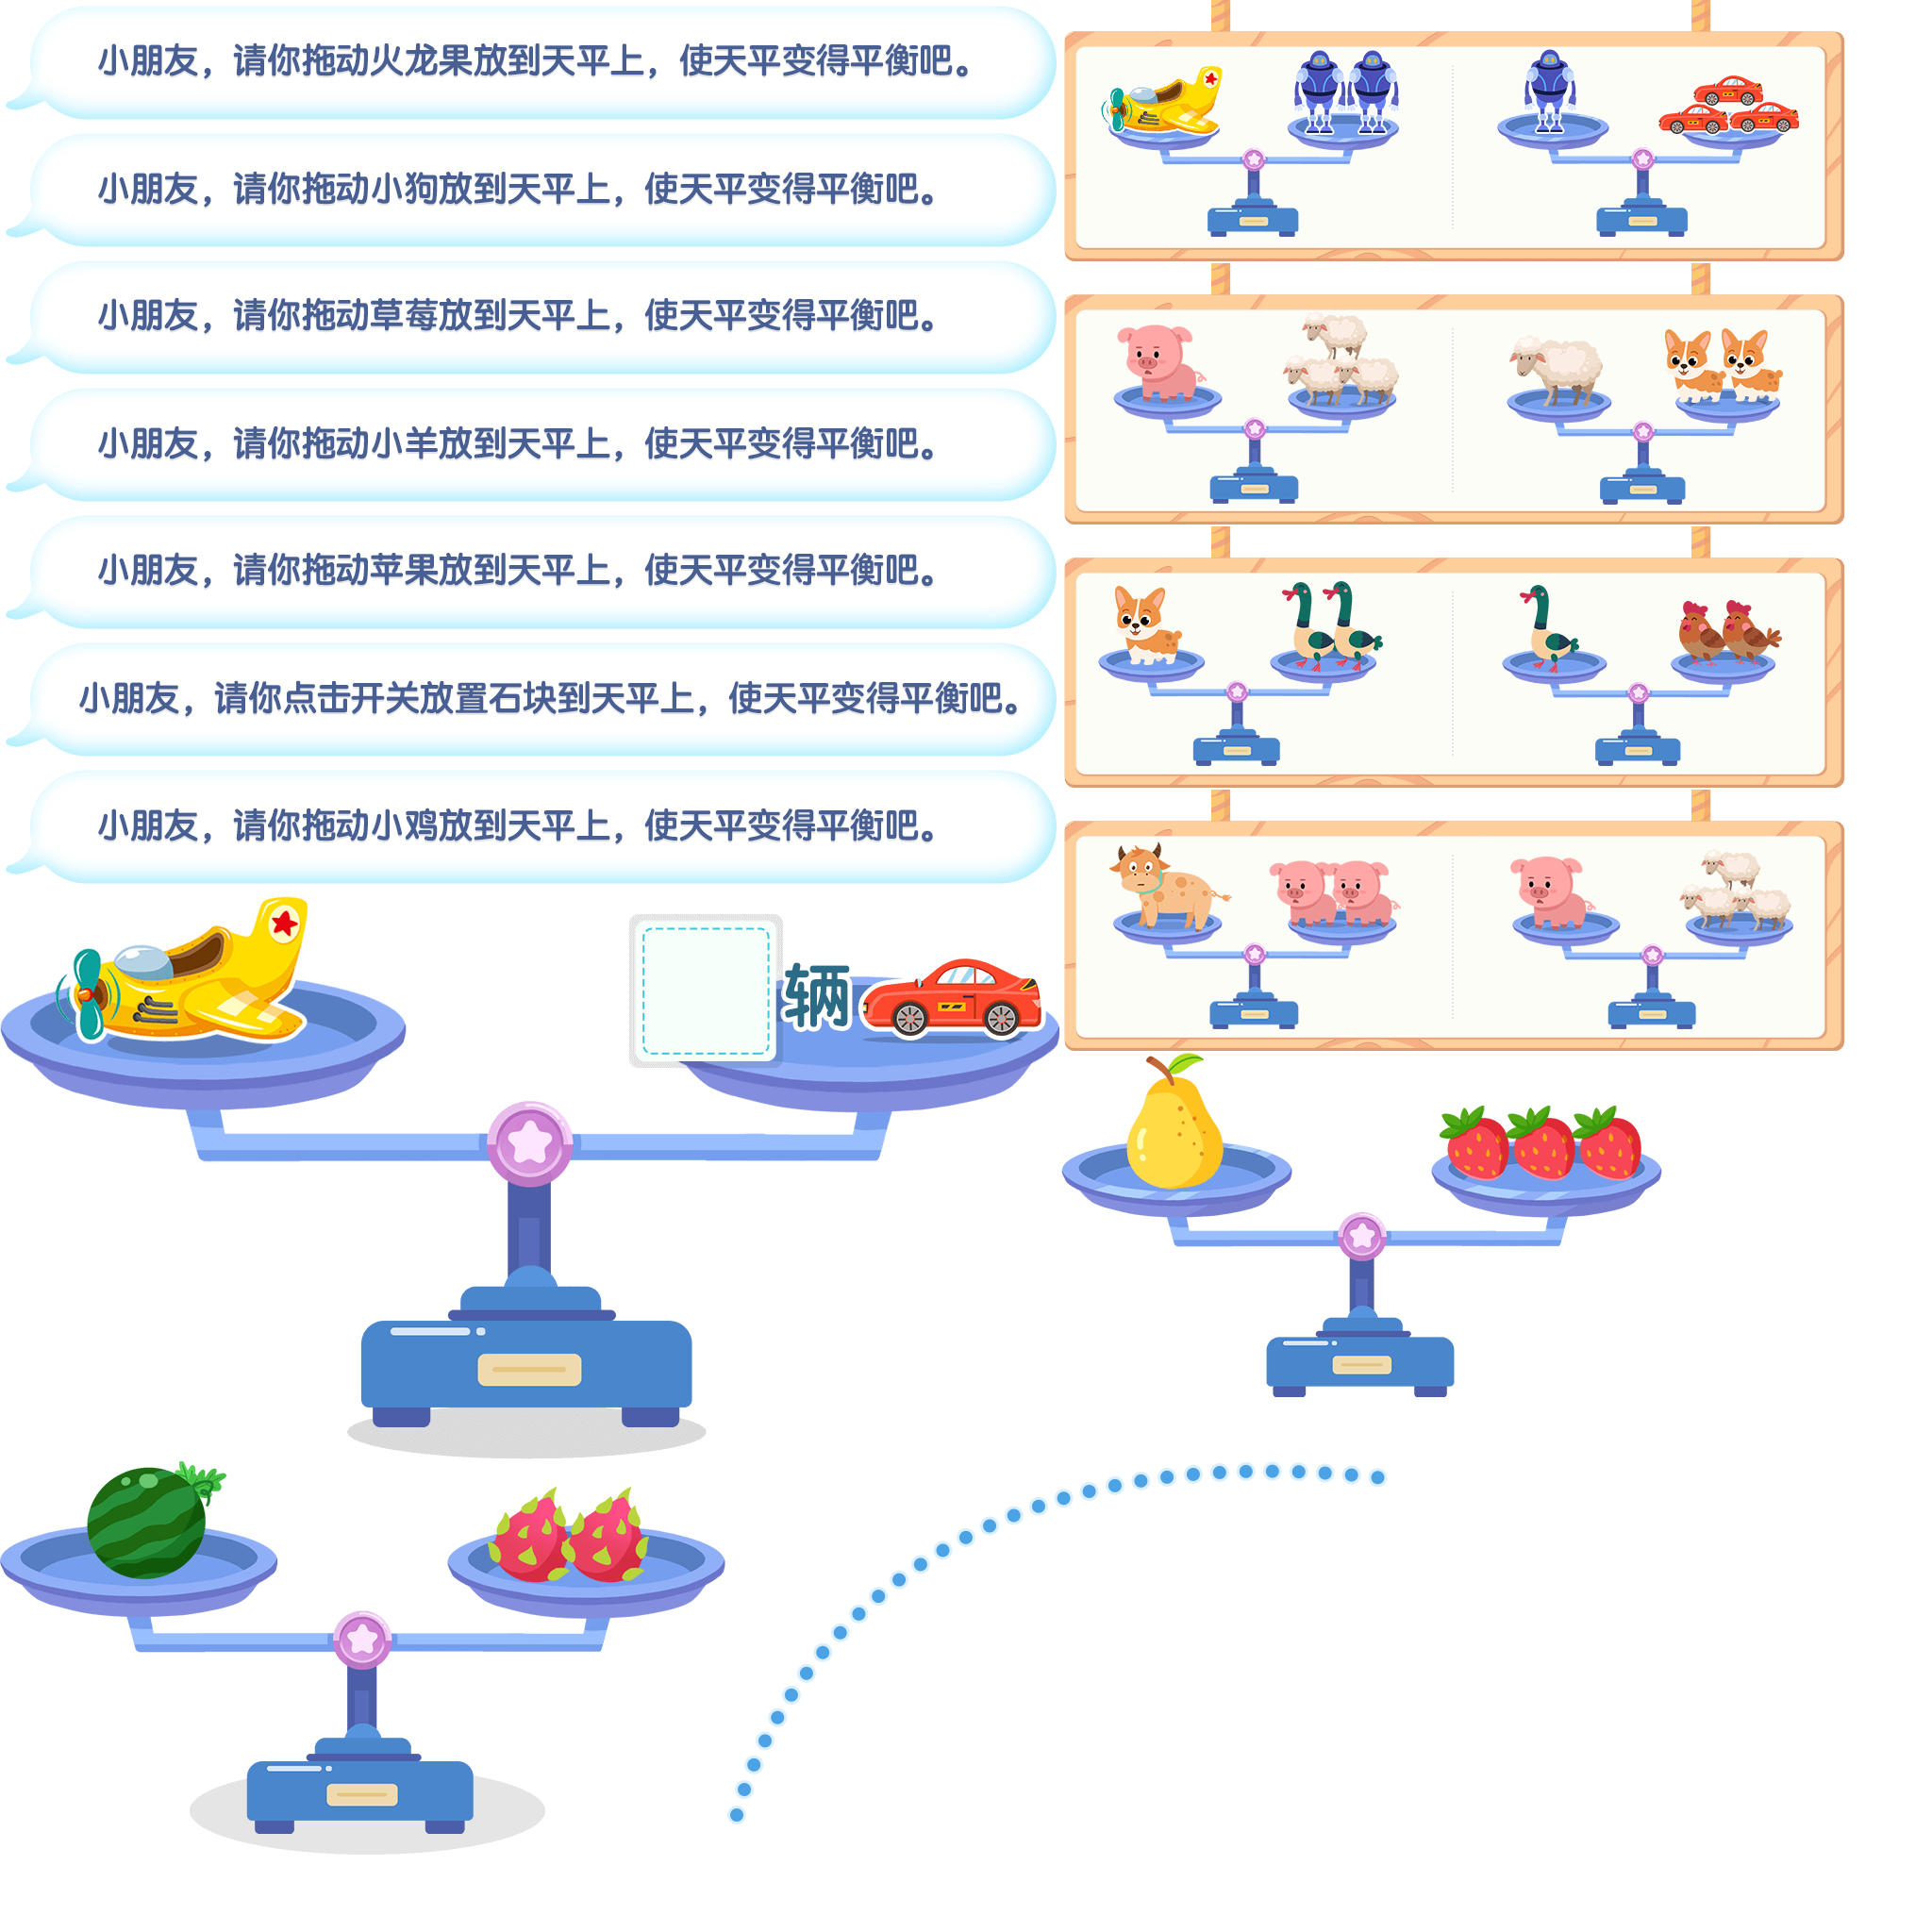 小朋友，请你拖动火龙果放到天平上，使天平变得平衡吧。
小朋友，请你拖动小狗放到天平上，使天平变得平衡吧。
小朋友，请你拖动草莓放到天平上，使天平变得平衡吧。
小朋友，请你拖动小羊放到天平上，使天平变得平衡吧。
小朋友，请你拖动苹果放到天平上，使天平变得平衡吧。
小朋友，请你点击开关放置石块到天平上，使天平变得平衡吧。
小朋友，请你拖动小鸡放到天平上，使天平变得平衡吧。
辆